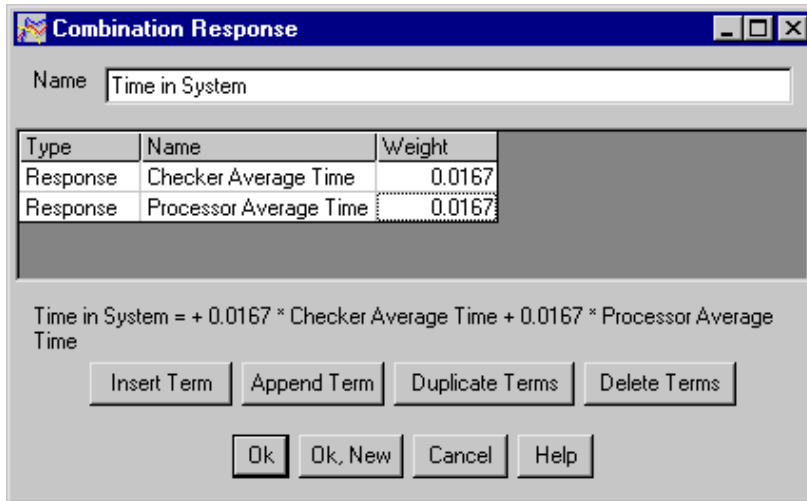 Combination Response
Name Time in System
Type Name Weight
Response Checker Average Time 0.0167
Response Processor Average Time 0.0167
Time in System = + 0.0167 * Checker Average Time + 0.0167 * Processor Average
Time
Insert Term Append Term Duplicate Terms Delete Terms
Ok Ok, New Cancel Help